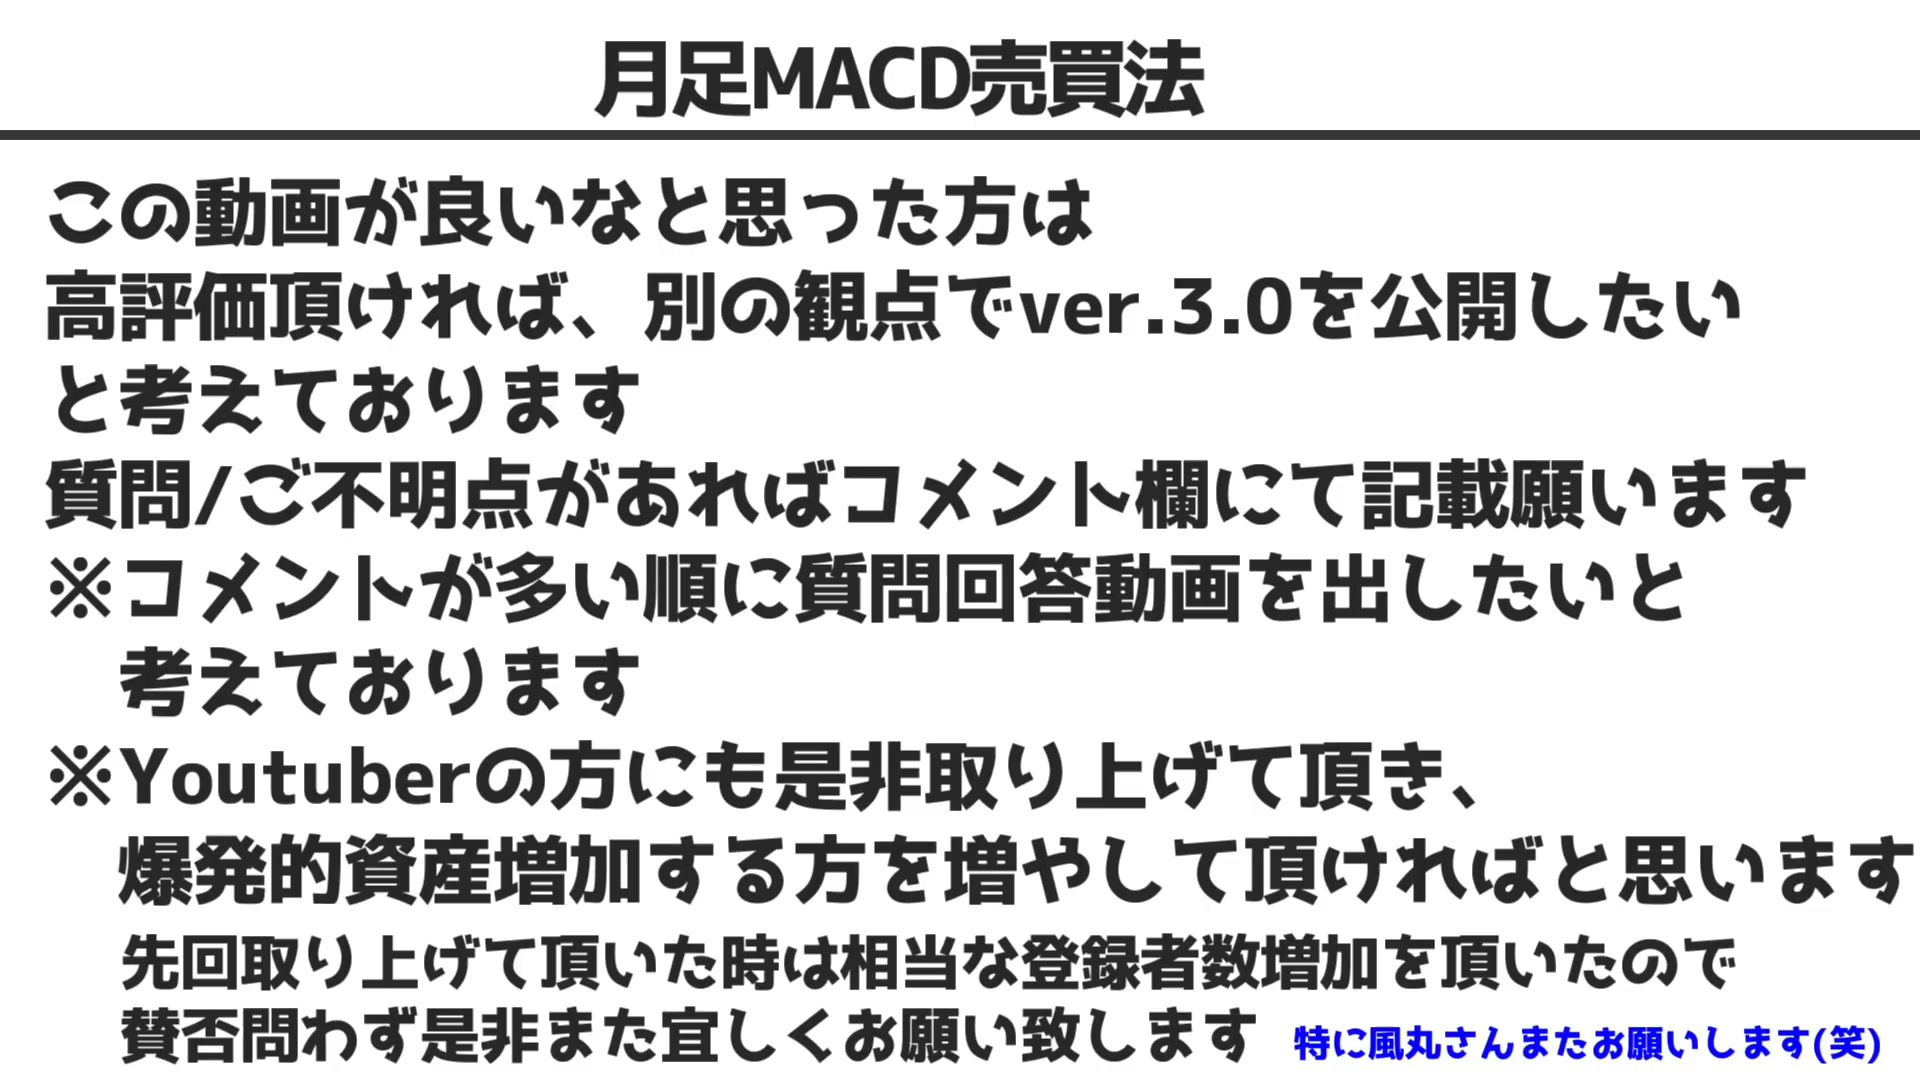 月足MACD売買法
この動画が良いなと思った方は
高評価頂ければ、別の観点でver.3.0を公開したい
と考えております
質問/ご不明点があればコメント欄にて記載願います
※コメントが多い順に質問回答動画を出したいと
考えております
※Youtuberの方にも是非取り上げて頂き、
爆発的資産増加する方を増やして頂ければと思います
先回取り上げて頂いた時は相当な登録者数増加を頂いたので
賛否問わず是非また宜しくお願い致します 特に風丸さんまたお願いします(笑)